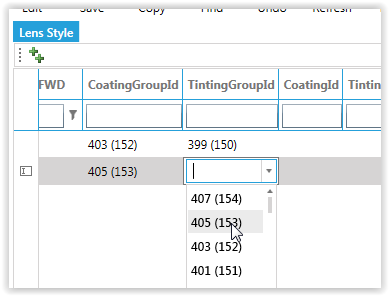 Edit Save Copy Find Undo Refresh
Lens Style
FWD CoatingGroupId TintingGroupId CoatingId Tintin
403 (152) 399 (150)
405 (153)
407 (154)
405 (153)
403 (152)
401 (151)